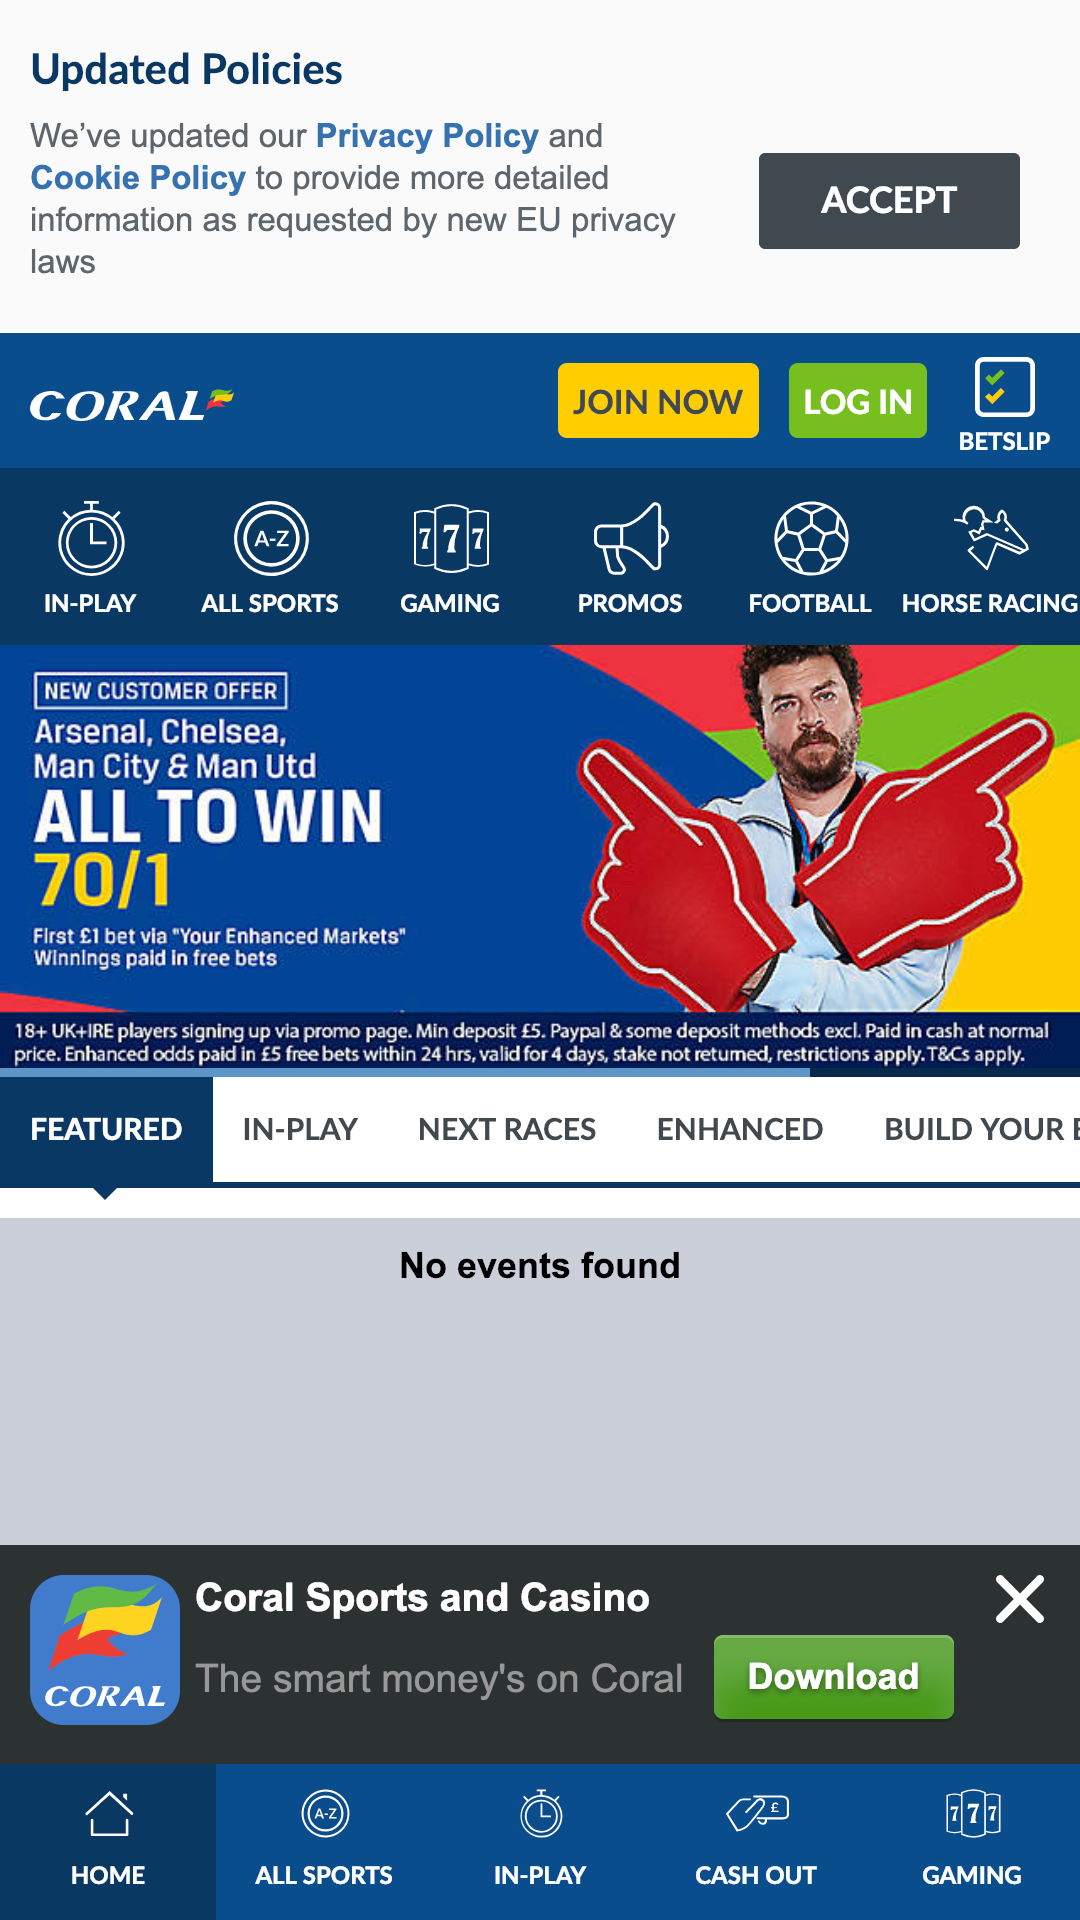 Updated Policies
We’ve updated our Privacy Policy and
Cookie Policy to provide more detailed
information as requested by new EU privacy
laws
ACCEPT
CORAL
JOIN NOW
LOG IN
BETSLIP
A-Z
7 7 7
IN-PLAY
ALL SPORTS
GAMING
PROMOS
FOOTBALL
HORSE RACING
NEW CUSTOMER OFFER
Arsenal, Chelsea,
Man City & Man Utd
ALL TO WIN
70/1
First £1 bet via "Your Enhanced Markets"
Winnings paid in free bets
18+ UK+IRE players signing up via promo page. Min deposit £5. Paypal & some deposit methods excl. Paid in cash at normal
price. Enhanced odds paid in £5 free bets within 24 hrs, valid for 4 days, stake not returned, restrictions apply. T&Cs apply.
FEATURED
IN-PLAY
NEXT RACES
ENHANCED
BUILD YOUR
No events found
Coral Sports and Casino
The smart money's on Coral
Download
CORAL
A-Z
£
7 7 7
HOME
ALL SPORTS
IN-PLAY
CASH OUT
GAMING